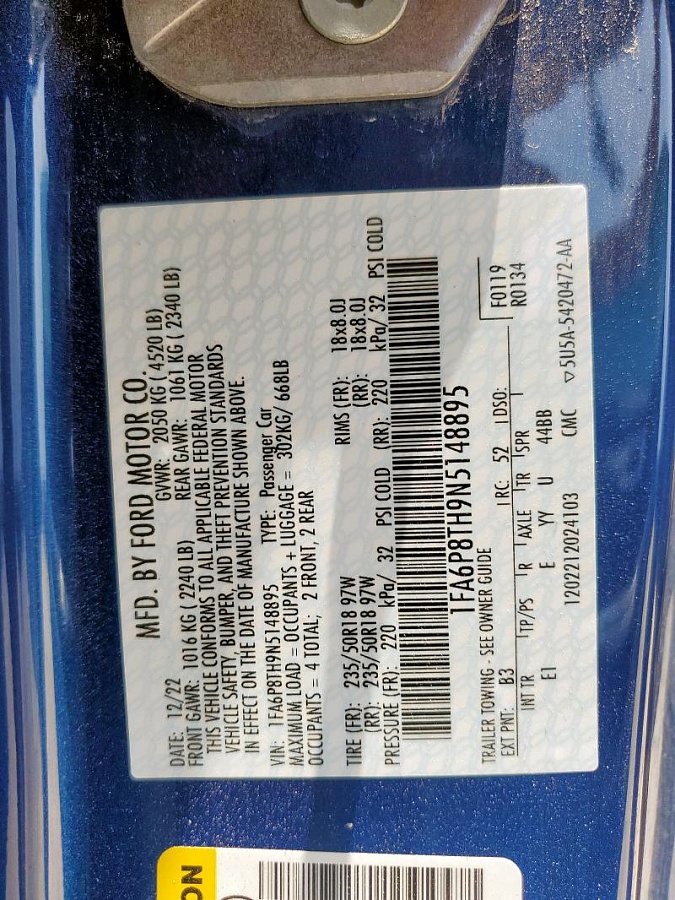 MFD. BY FORD MOTOR CO.
DATE: 12/22 GVWR: 2050 KG ( 4520 LB)
FRONT GAWR: 1016 KG ( 2240 LB) REAR GAWR: 1061 KG ( 2340 LB)
THIS VEHICLE CONFORMS TO ALL APPLICABLE FEDERAL MOTOR
VEHICLE SAFETY, BUMPER, AND THEFT PREVENTION STANDARDS
IN EFFECT ON THE DATE OF MANUFACTURE SHOWN ABOVE.
VIN: 1FA6P8TH9N5148895 TYPE: Passenger Car
MAXIMUM LOAD = OCCUPANTS + LUGGAGE = 302KG/ 668LB
OCCUPANTS = 4 TOTAL; 2 FRONT, 2 REAR
TIRE (FR): 235/50R18 97W RIMS (FR): 18x8.0J
(RR): 235/50R18 97W (RR): 18x8.0J
PRESSURE (FR): 220 kPa/ 32 PSI COLD (RR): 220 kPa/ 32 PSI COLD
1FA6P8TH9N5148895
TRAILER TOWING - SEE OWNER GUIDE F0119
EXT PNT: B3 RC: 52 DSO: R0134
INT TR TP/PS R AXLE TR SPR
EI E YY U 44BB
1202212024103 CMC ▽5U5A-5420472-AA
ON